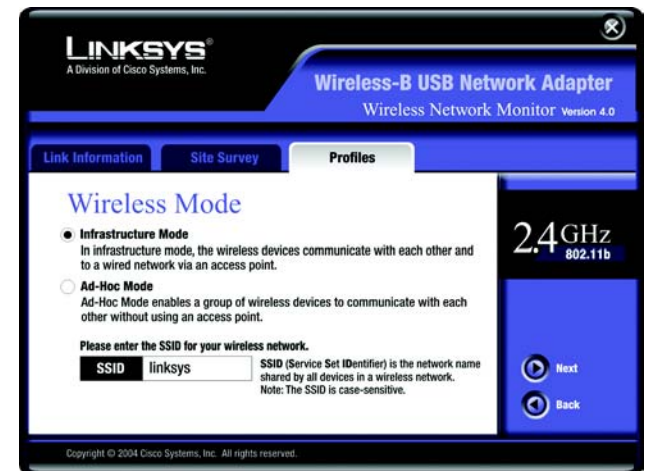 LINKSYS®
A Division of Cisco Systems, Inc.
Wireless-B USB Network Adapter
Wireless Network Monitor Version 4.0
Link Information
Site Survey
Profiles
Wireless Mode
Infrastructure Mode
In infrastructure mode, the wireless devices communicate with each other and
to a wired network via an access point.
Ad-Hoc Mode
Ad-Hoc Mode enables a group of wireless devices to communicate with each
other without using an access point.
Please enter the SSID for your wireless network.
SSID
linksys
SSID (Service Set IDentifier) is the network name
shared by all devices in a wireless network.
Note: The SSID is case-sensitive.
2.4 GHz
802.11b
Next
Back
Copyright © 2004 Cisco Systems, Inc. All rights reserved.